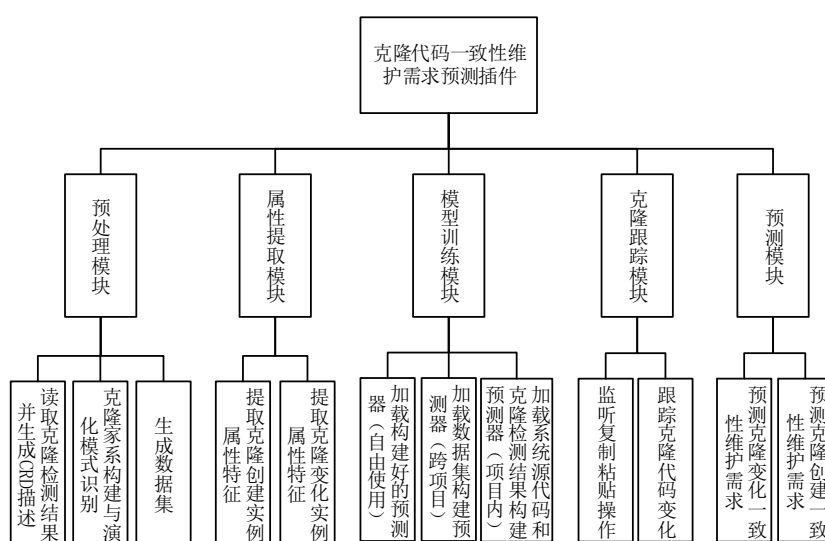 克隆代码一致性维
护需求预测插件
预处理模块
属性提取模块
模型训练模块
克隆跟踪模块
预测模块
读取克隆检测结果
并生成CRD描述）
克隆家系构建与演
化模式识别
生成数据集
提取克隆创建实例
属性特征
提取克隆变化实例
属性特征
加载构建好的预测
器（自由使用）
加载数据集构建预
测器（跨项目）
加载系统源代码和
克隆检测结果构建
预测器（项目内）
监听复制粘贴操作
跟踪克隆代码变化
预测克隆变化一致
性维护需求
预测克隆创建一致
性维护需求